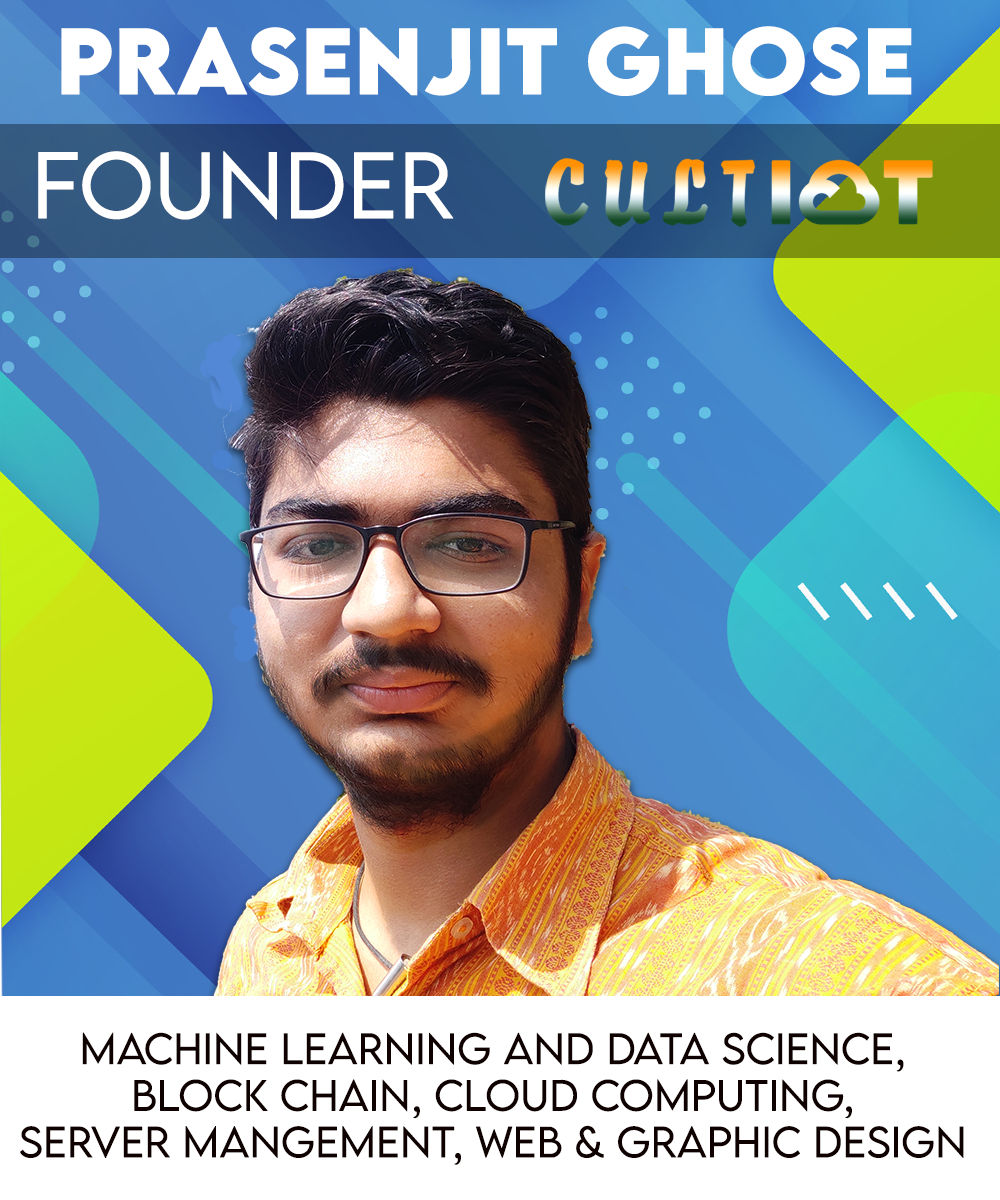 PRASENJIT GHOSE
FOUNDER CULTIOT
MACHINE LEARNING AND DATA SCIENCE,
BLOCK CHAIN, CLOUD COMPUTING,
SERVER MANGEMENT, WEB & GRAPHIC DESIGN